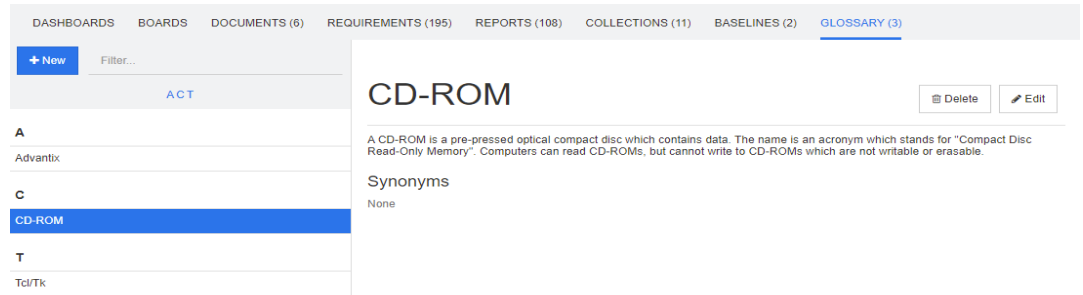 DASHBOARDS BOARDS DOCUMENTS (6) REQUIREMENTS (195) REPORTS (108) COLLECTIONS (11) BASELINES (2) GLOSSARY (3)
+ New Filter...
A C T
A
Advantix
C
CD-ROM
T
Tcl/Tk
CD-ROM
Delete Edit
A CD-ROM is a pre-pressed optical compact disc which contains data. The name is an acronym which stands for "Compact Disc
Read-Only Memory". Computers can read CD-ROMs, but cannot write to CD-ROMs which are not writable or erasable.
Synonyms
None